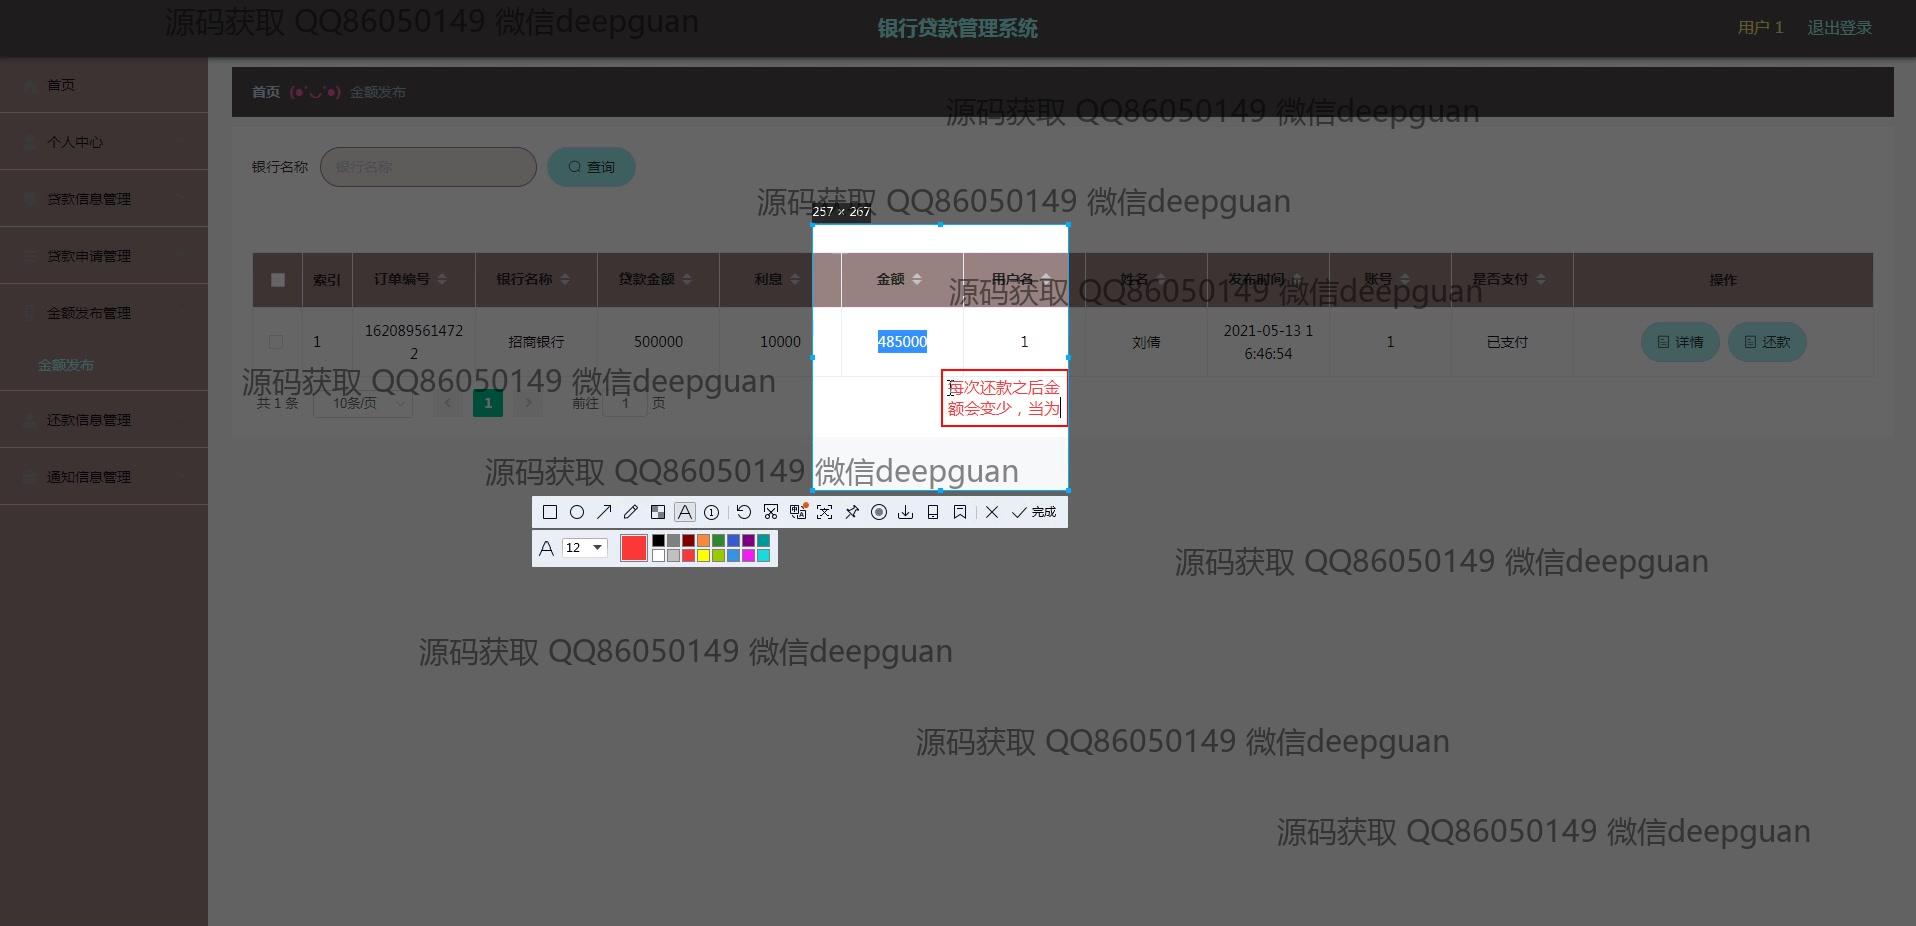 源码获取 QQ86050149 微信deepguan
银行贷款管理系统
用户 1
退出登录
首页
个人中心
贷款信息管理
贷款申请管理
金额发布管理
金额发布
还款信息管理
通知信息管理
首页 (●'◡'●) 金额发布
源码获取 QQ86050149 微信deepguan
银行名称 银行名称 查询
源码获取 QQ86050149 微信deepguan
257 × 267
索引 订单编号 银行名称 贷款金额 利息 金额 用户名 姓名 发布时间 账号 是否支付 操作
源码获取 QQ86050149 微信deepguan
1 162089561472 招商银行 500000 10000 485000 1 刘倩 2021-05-13 1 1 已支付 详情 还款
2 6:46:54
源码获取 QQ86050149 微信deepguan
每次还款之后金
额会变少，当为
共 1 条 10条/页 1 前往 1 页
源码获取 QQ86050149 微信deepguan
完成
A 12
源码获取 QQ86050149 微信deepguan
源码获取 QQ86050149 微信deepguan
源码获取 QQ86050149 微信deepguan
源码获取 QQ86050149 微信deepguan